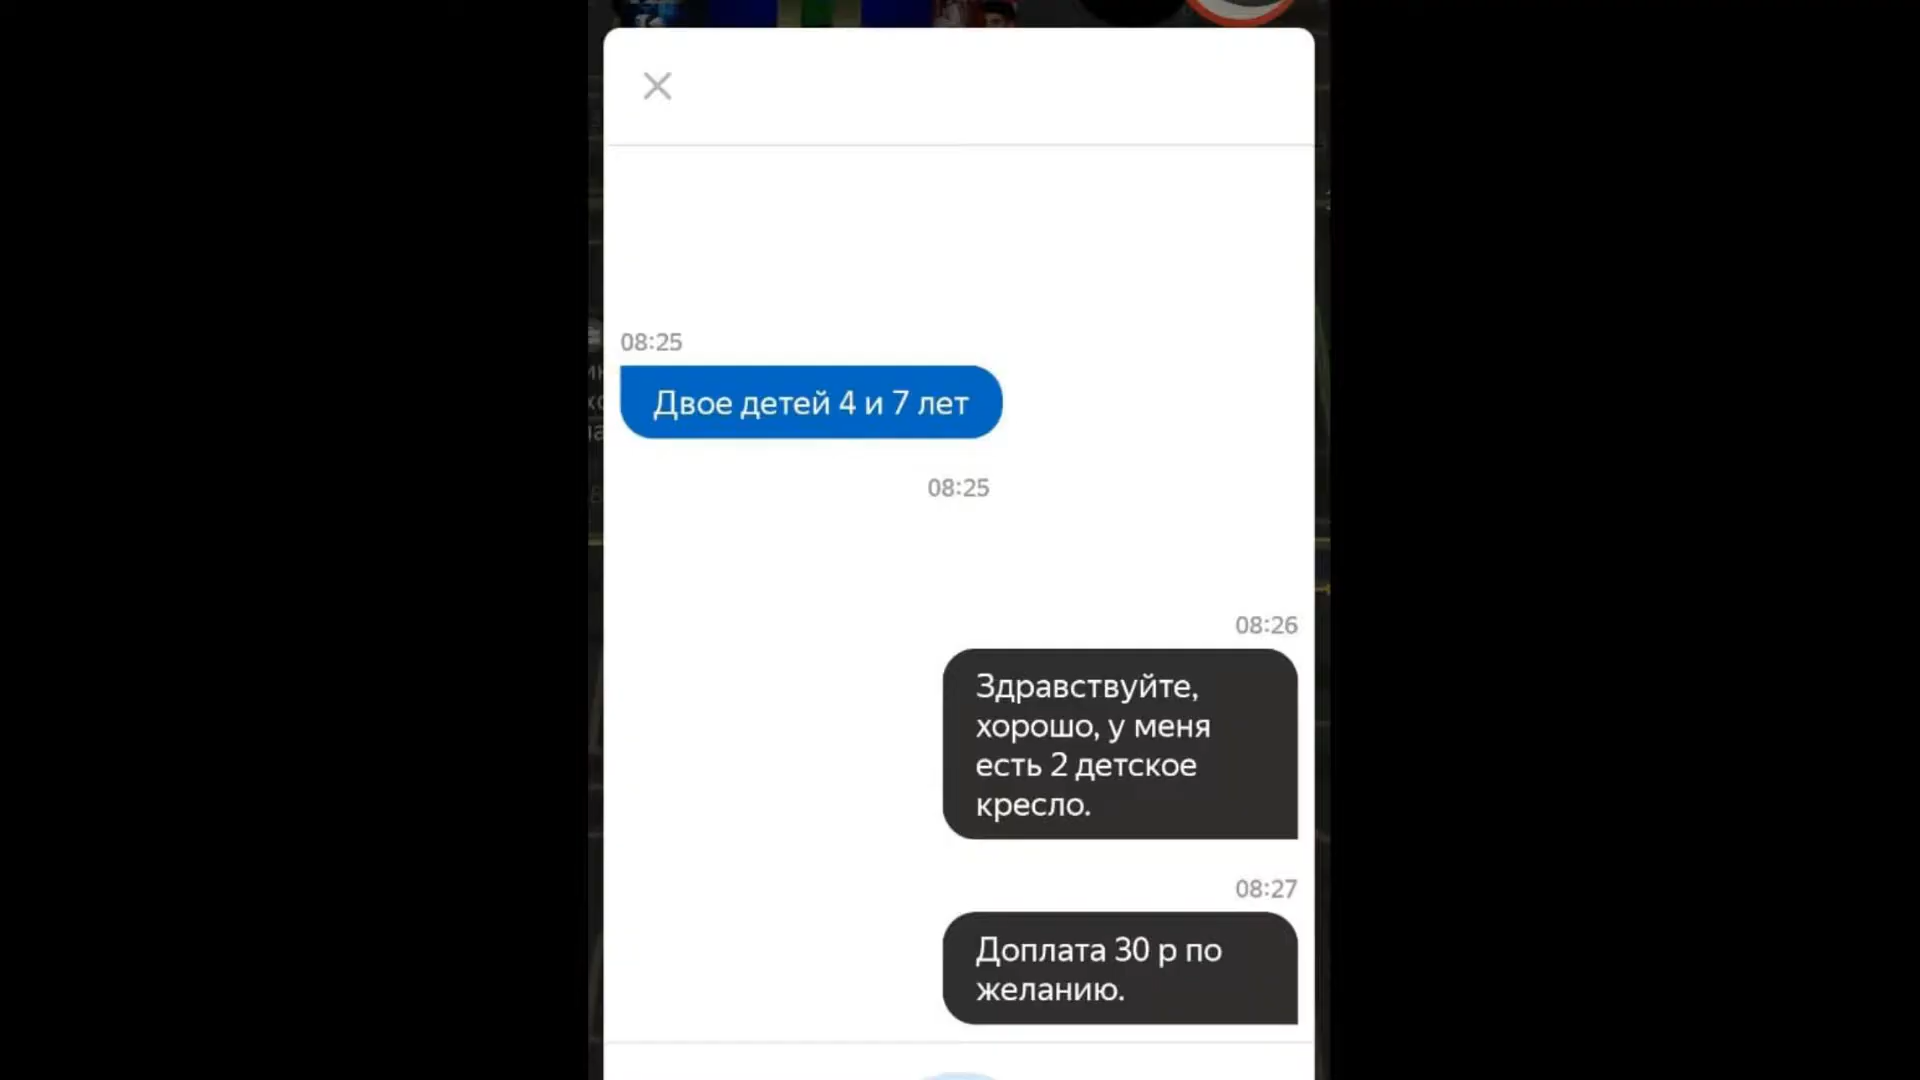 08:25
Двое детей 4 и 7 лет
08:25
08:26
Здравствуйте,
хорошо, у меня
есть 2 детское
кресло.
08:27
Доплата 30 р по
желанию.